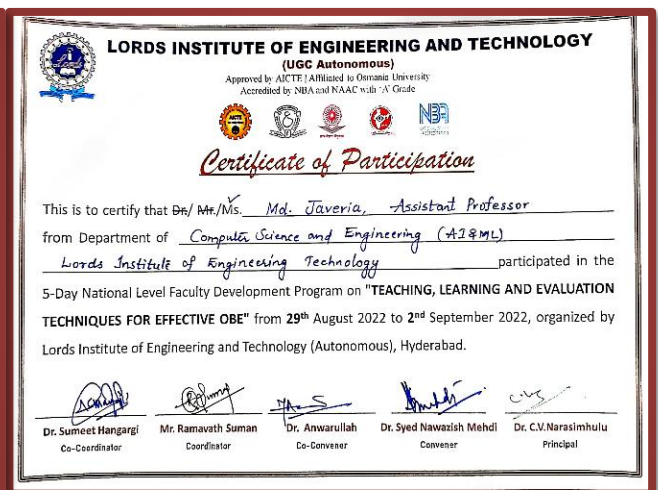 LORDS INSTITUTE OF ENGINEERING AND TECHNOLOGY
(UGC Autonomous)
Approved by AICTE | Affiliated to Osmania University
Accredited by NBA and NAAC with 'A' Grade
Lords
AICTE
NBA
Certificate of Participation
This is to certify that Dr./ Mr./Ms. Md. Javeria, Assistant Professor
from Department of Computer Science and Engineering (AI&ML)
Lords Institute of Engineering Technology participated in the
5-Day National Level Faculty Development Program on "TEACHING, LEARNING AND EVALUATION
TECHNIQUES FOR EFFECTIVE OBE" from 29th August 2022 to 2nd September 2022, organized by
Lords Institute of Engineering and Technology (Autonomous), Hyderabad.
Dr. Sumeet Hangargi Mr. Ramavath Suman Dr. Anwarullah Dr. Syed Nawazish Mehdi Dr. C.V.Narasimhulu
Co-Coordinator Coordinator Co-Convener Convener Principal